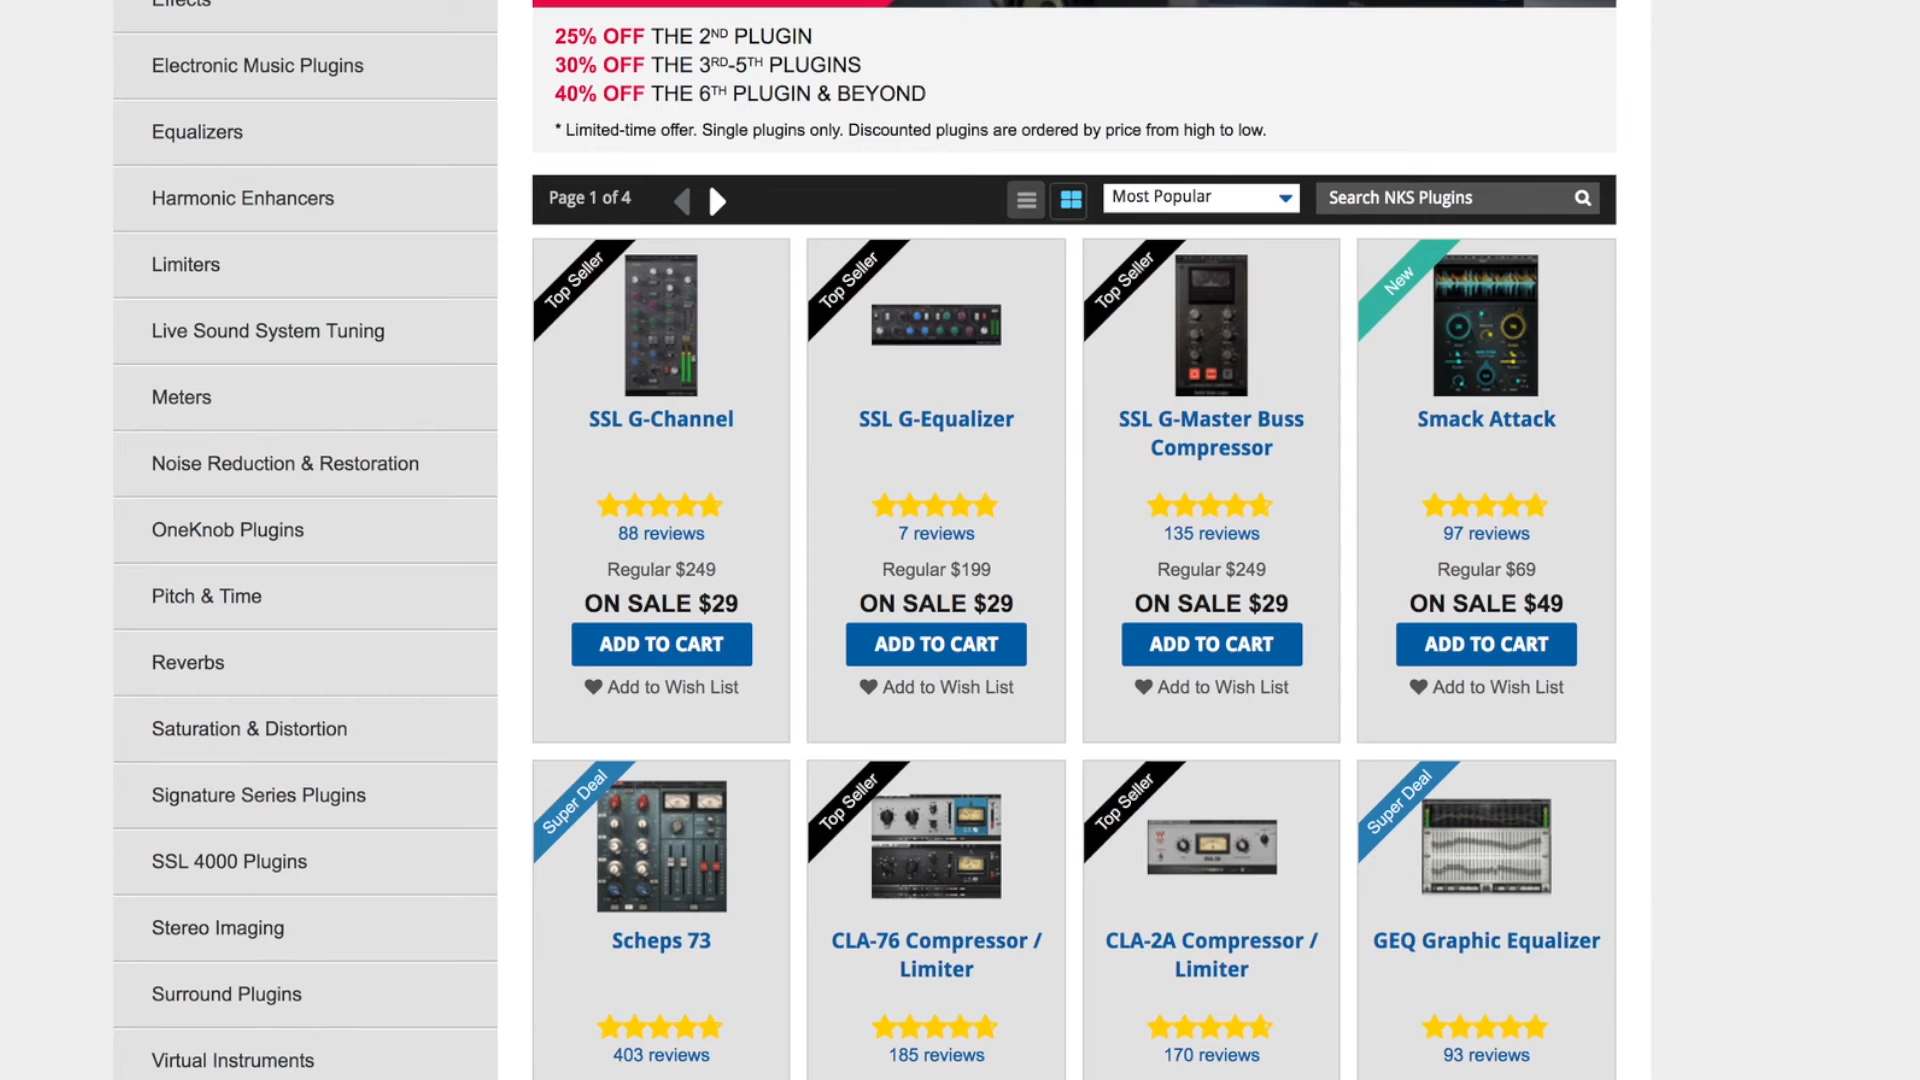 Effects
Electronic Music Plugins
Equalizers
Harmonic Enhancers
Limiters
Live Sound System Tuning
Meters
Noise Reduction & Restoration
OneKnob Plugins
Pitch & Time
Reverbs
Saturation & Distortion
Signature Series Plugins
SSL 4000 Plugins
Stereo Imaging
Surround Plugins
Virtual Instruments
25% OFF THE 2ND PLUGIN
30% OFF THE 3RD-5TH PLUGINS
40% OFF THE 6TH PLUGIN & BEYOND
* Limited-time offer. Single plugins only. Discounted plugins are ordered by price from high to low.
Page 1 of 4
Most Popular
Search NKS Plugins
Top Seller
SSL G-Channel
88 reviews
Regular $249
ON SALE $29
ADD TO CART
Add to Wish List
Top Seller
SSL G-Equalizer
7 reviews
Regular $199
ON SALE $29
ADD TO CART
Add to Wish List
Top Seller
SSL G-Master Buss
Compressor
135 reviews
Regular $249
ON SALE $29
ADD TO CART
Add to Wish List
New
Smack Attack
97 reviews
Regular $69
ON SALE $49
ADD TO CART
Add to Wish List
Super Deal
Scheps 73
403 reviews
Top Seller
CLA-76 Compressor /
Limiter
185 reviews
Top Seller
CLA-2A Compressor /
Limiter
170 reviews
Super Deal
GEQ Graphic Equalizer
93 reviews